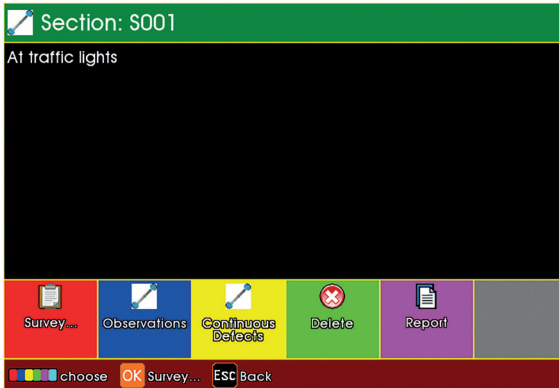 Section: S001
At traffic lights
Survey...
Observations
Continuous
Defects
Delete
Report
choose OK Survey... ESC Back